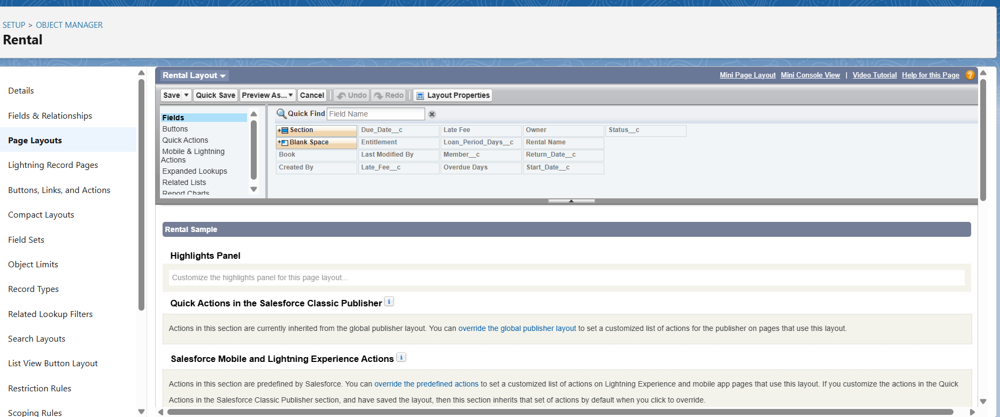 SETUP > OBJECT MANAGER
Rental
Details
Fields & Relationships
Page Layouts
Lightning Record Pages
Buttons, Links, and Actions
Compact Layouts
Field Sets
Object Limits
Record Types
Related Lookup Filters
Search Layouts
List View Button Layout
Restriction Rules
Scoping Rules
Rental Layout
Mini Page Layout Mini Console View | Video Tutorial Help for this Page ?
Save Quick Save Preview As... Cancel Undo Redo Layout Properties
Fields
Buttons
Quick Actions
Mobile & Lightning
Actions
Expanded Lookups
Related Lists
Report Charts
Quick Find Field Name
Section Due_Date__c Late Fee Owner Status__c
Blank Space Entitlement Loan_Period_Days__c Rental Name
Book Last Modified By Member__c Return_Date__c
Created By Late_Fee__c Overdue Days Start_Date__c
Rental Sample
Highlights Panel
Customize the highlights panel for this page layout...
Quick Actions in the Salesforce Classic Publisher i
Actions in this section are currently inherited from the global publisher layout. You can override the global publisher layout to set a customized list of actions for the publisher on pages that use this layout.
Salesforce Mobile and Lightning Experience Actions i
Actions in this section are predefined by Salesforce. You can override the predefined actions to set a customized list of actions on Lightning Experience and mobile app pages that use this layout. If you customize the actions in the Quick
Actions in the Salesforce Classic Publisher section, and have saved the layout, then this section inherits that set of actions by default when you click to override.